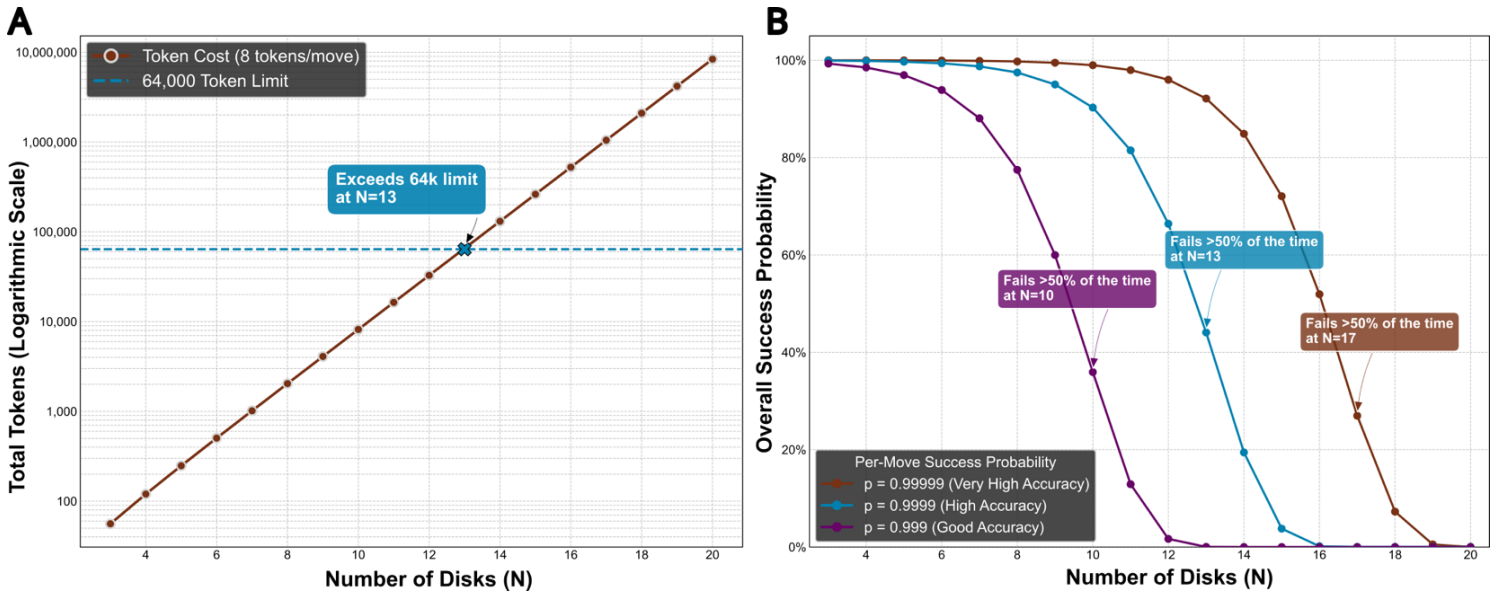 A
10,000,000
1,000,000
100,000
10,000
1,000
100
Total Tokens (Logarithmic Scale)
Token Cost (8 tokens/move)
64,000 Token Limit
Exceeds 64k limit
at N=13
4
6
8
10
12
14
16
18
20
Number of Disks (N)
B
100%
80%
60%
40%
20%
0%
Overall Success Probability
Fails >50% of the time
at N=10
Fails >50% of the time
at N=13
Fails >50% of the time
at N=17
Per-Move Success Probability
p = 0.99999 (Very High Accuracy)
p = 0.9999 (High Accuracy)
p = 0.999 (Good Accuracy)
4
6
8
10
12
14
16
18
20
Number of Disks (N)